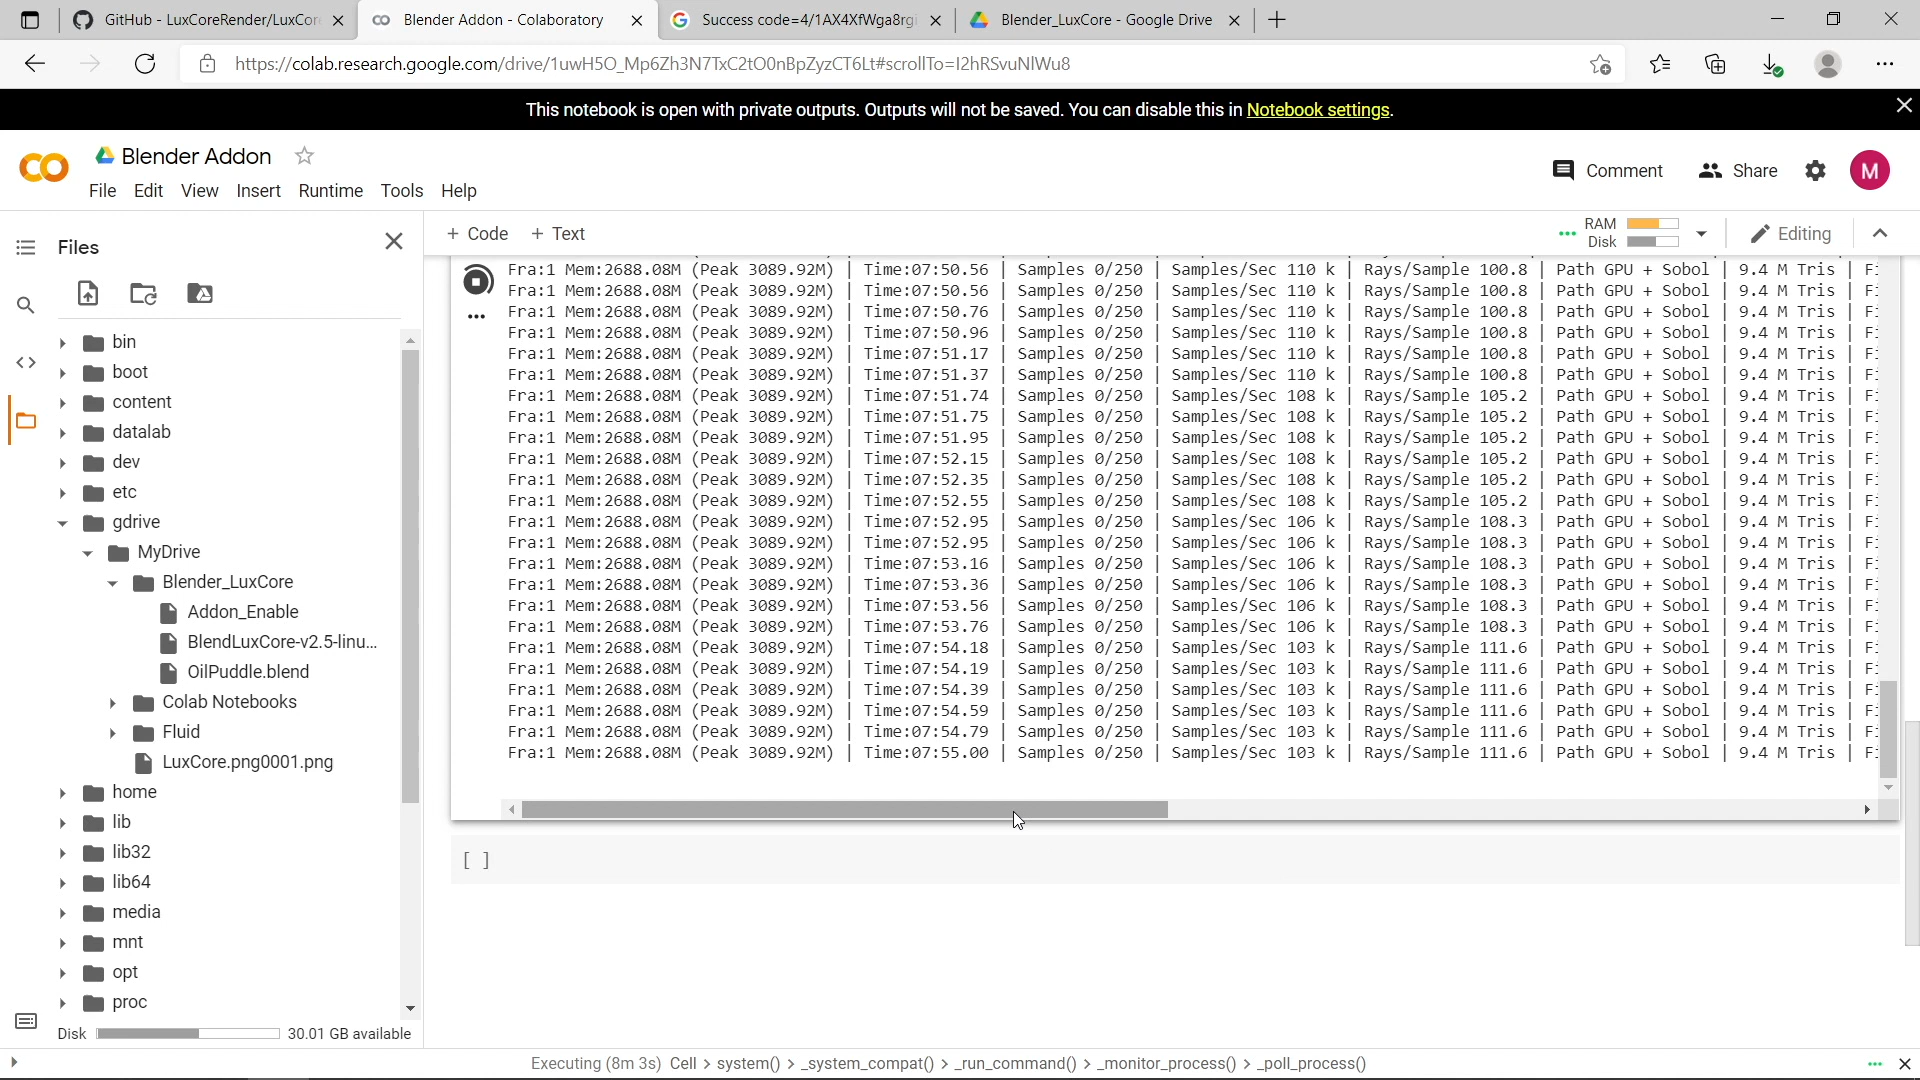 GitHub - LuxCoreRender/LuxCor
Blender Addon - Colaboratory
Success code=4/1AX4XfWga8rgi
Blender_LuxCore - Google Drive
https://colab.research.google.com/drive/1uwH5O_Mp6Zh3N7TxC2tO0nBpZyzCT6Lt#scrollTo=I2hRSvuNlWu8
This notebook is open with private outputs. Outputs will not be saved. You can disable this in Notebook settings.
Blender Addon
File Edit View Insert Runtime Tools Help
Comment
Share
M
Files
+ Code + Text
RAM
Disk
Editing
bin
boot
content
datalab
dev
etc
gdrive
MyDrive
Blender_LuxCore
Addon_Enable
BlendLuxCore-v2.5-linu...
OilPuddle.blend
Colab Notebooks
Fluid
LuxCore.png0001.png
home
lib
lib32
lib64
media
mnt
opt
proc
Disk 30.01 GB available
Fra:1 Mem:2688.08M (Peak 3089.92M) | Time:07:50.56 | Samples 0/250 | Samples/Sec 110 k | Rays/Sample 100.8 | Path GPU + Sobol | 9.4 M Tris | Fi
Fra:1 Mem:2688.08M (Peak 3089.92M) | Time:07:50.56 | Samples 0/250 | Samples/Sec 110 k | Rays/Sample 100.8 | Path GPU + Sobol | 9.4 M Tris | Fi
Fra:1 Mem:2688.08M (Peak 3089.92M) | Time:07:50.76 | Samples 0/250 | Samples/Sec 110 k | Rays/Sample 100.8 | Path GPU + Sobol | 9.4 M Tris | Fi
Fra:1 Mem:2688.08M (Peak 3089.92M) | Time:07:50.96 | Samples 0/250 | Samples/Sec 110 k | Rays/Sample 100.8 | Path GPU + Sobol | 9.4 M Tris | Fi
Fra:1 Mem:2688.08M (Peak 3089.92M) | Time:07:51.17 | Samples 0/250 | Samples/Sec 110 k | Rays/Sample 100.8 | Path GPU + Sobol | 9.4 M Tris | Fi
Fra:1 Mem:2688.08M (Peak 3089.92M) | Time:07:51.37 | Samples 0/250 | Samples/Sec 110 k | Rays/Sample 100.8 | Path GPU + Sobol | 9.4 M Tris | Fi
Fra:1 Mem:2688.08M (Peak 3089.92M) | Time:07:51.74 | Samples 0/250 | Samples/Sec 108 k | Rays/Sample 105.2 | Path GPU + Sobol | 9.4 M Tris | Fi
Fra:1 Mem:2688.08M (Peak 3089.92M) | Time:07:51.75 | Samples 0/250 | Samples/Sec 108 k | Rays/Sample 105.2 | Path GPU + Sobol | 9.4 M Tris | Fi
Fra:1 Mem:2688.08M (Peak 3089.92M) | Time:07:51.95 | Samples 0/250 | Samples/Sec 108 k | Rays/Sample 105.2 | Path GPU + Sobol | 9.4 M Tris | Fi
Fra:1 Mem:2688.08M (Peak 3089.92M) | Time:07:52.15 | Samples 0/250 | Samples/Sec 108 k | Rays/Sample 105.2 | Path GPU + Sobol | 9.4 M Tris | Fi
Fra:1 Mem:2688.08M (Peak 3089.92M) | Time:07:52.35 | Samples 0/250 | Samples/Sec 108 k | Rays/Sample 105.2 | Path GPU + Sobol | 9.4 M Tris | Fi
Fra:1 Mem:2688.08M (Peak 3089.92M) | Time:07:52.55 | Samples 0/250 | Samples/Sec 108 k | Rays/Sample 105.2 | Path GPU + Sobol | 9.4 M Tris | Fi
Fra:1 Mem:2688.08M (Peak 3089.92M) | Time:07:52.95 | Samples 0/250 | Samples/Sec 106 k | Rays/Sample 108.3 | Path GPU + Sobol | 9.4 M Tris | Fi
Fra:1 Mem:2688.08M (Peak 3089.92M) | Time:07:52.95 | Samples 0/250 | Samples/Sec 106 k | Rays/Sample 108.3 | Path GPU + Sobol | 9.4 M Tris | Fi
Fra:1 Mem:2688.08M (Peak 3089.92M) | Time:07:53.16 | Samples 0/250 | Samples/Sec 106 k | Rays/Sample 108.3 | Path GPU + Sobol | 9.4 M Tris | Fi
Fra:1 Mem:2688.08M (Peak 3089.92M) | Time:07:53.36 | Samples 0/250 | Samples/Sec 106 k | Rays/Sample 108.3 | Path GPU + Sobol | 9.4 M Tris | Fi
Fra:1 Mem:2688.08M (Peak 3089.92M) | Time:07:53.56 | Samples 0/250 | Samples/Sec 106 k | Rays/Sample 108.3 | Path GPU + Sobol | 9.4 M Tris | Fi
Fra:1 Mem:2688.08M (Peak 3089.92M) | Time:07:53.76 | Samples 0/250 | Samples/Sec 106 k | Rays/Sample 108.3 | Path GPU + Sobol | 9.4 M Tris | Fi
Fra:1 Mem:2688.08M (Peak 3089.92M) | Time:07:54.18 | Samples 0/250 | Samples/Sec 103 k | Rays/Sample 111.6 | Path GPU + Sobol | 9.4 M Tris | Fi
Fra:1 Mem:2688.08M (Peak 3089.92M) | Time:07:54.19 | Samples 0/250 | Samples/Sec 103 k | Rays/Sample 111.6 | Path GPU + Sobol | 9.4 M Tris | Fi
Fra:1 Mem:2688.08M (Peak 3089.92M) | Time:07:54.39 | Samples 0/250 | Samples/Sec 103 k | Rays/Sample 111.6 | Path GPU + Sobol | 9.4 M Tris | Fi
Fra:1 Mem:2688.08M (Peak 3089.92M) | Time:07:54.59 | Samples 0/250 | Samples/Sec 103 k | Rays/Sample 111.6 | Path GPU + Sobol | 9.4 M Tris | Fi
Fra:1 Mem:2688.08M (Peak 3089.92M) | Time:07:54.79 | Samples 0/250 | Samples/Sec 103 k | Rays/Sample 111.6 | Path GPU + Sobol | 9.4 M Tris | Fi
Fra:1 Mem:2688.08M (Peak 3089.92M) | Time:07:55.00 | Samples 0/250 | Samples/Sec 103 k | Rays/Sample 111.6 | Path GPU + Sobol | 9.4 M Tris | Fi
[ ]
Executing (8m 3s) Cell > system() > _system_compat() > _run_command() > _monitor_process() > _poll_process()